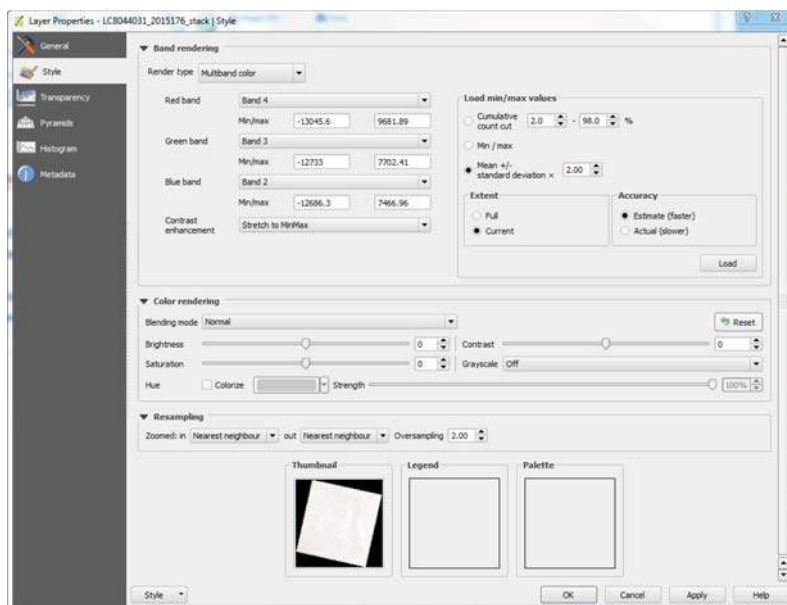 Layer Properties - LC8044031_2015176_stack | Style
General
Style
Transparency
Pyramids
Histogram
Metadata
Band rendering
Render type Multiband color
Red band Band 4
Min/max -13045.6 9681.89
Green band Band 3
Min/max -12733 7702.41
Blue band Band 2
Min/max -12686.3 7466.96
Contrast enhancement Stretch to MinMax
Load min/max values
Cumulative count cut 2.0 - 98.0 %
Min / max
Mean +/-
standard deviation × 2.00
Extent
Full
Current
Accuracy
Estimate (faster)
Actual (slower)
Load
Color rendering
Blending mode Normal
Reset
Brightness 0 Contrast 0
Saturation 0 Grayscale Off
Hue Colorize Strength 100%
Resampling
Zoomed: in Nearest neighbour out Nearest neighbour Oversampling 2.00
Thumbnail
Legend
Palette
Style OK Cancel Apply Help